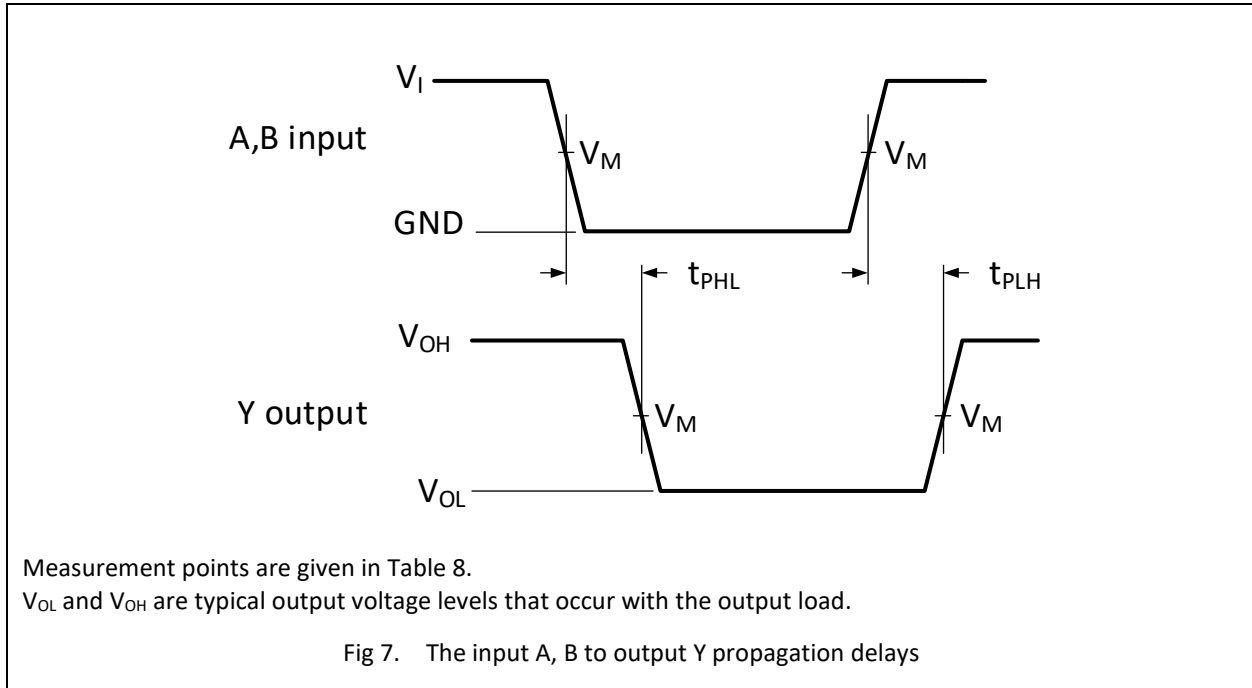 V_I
A,B input
V_M
V_M
GND
t_PHL
t_PLH
V_OH
Y output
V_M
V_M
V_OL
Measurement points are given in Table 8.
V_OL and V_OH are typical output voltage levels that occur with the output load.
Fig 7. The input A, B to output Y propagation delays